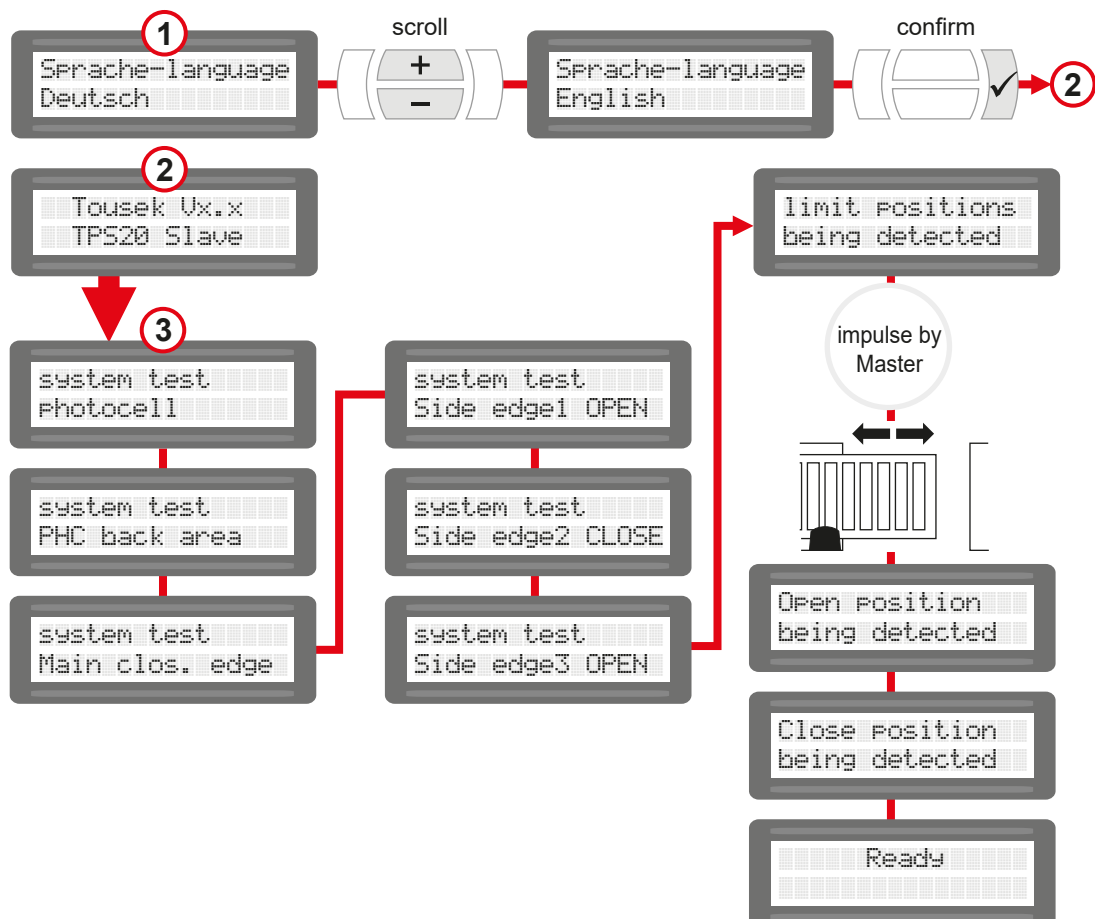 1
scroll
confirm
Sprache-language
Deutsch
+
−
Sprache-language
English
✓
2
2
Tousek Vx.x
TPS20 Slave
3
system test
photocell
system test
PHC back area
system test
Main clos. edge
system test
Side edge1 OPEN
system test
Side edge2 CLOSE
system test
Side edge3 OPEN
limit positions
being detected
impulse by
Master
Open position
being detected
Close position
being detected
Ready